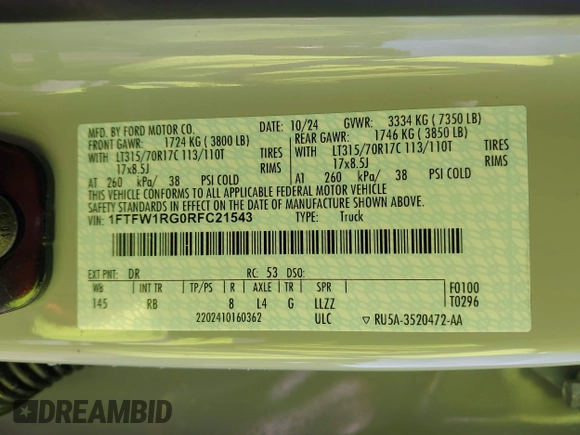 MFD. BY FORD MOTOR CO. DATE: 10/24 GVWR: 3334 KG ( 7350 LB)
FRONT GAWR: 1724 KG ( 3800 LB) REAR GAWR: 1746 KG ( 3850 LB)
WITH LT315/70R17C 113/110T TIRES WITH LT315/70R17C 113/110T TIRES
17x8.5J RIMS 17x8.5J RIMS
AT 260 kPa/ 38 PSI COLD AT 260 kPa/ 38 PSI COLD
THIS VEHICLE CONFORMS TO ALL APPLICABLE FEDERAL MOTOR VEHICLE
SAFETY STANDARDS IN EFFECT ON THE DATE OF MANUFACTURE SHOWN ABOVE.
VIN: 1FTFW1RG0RFC21543 TYPE: Truck
EXT PNT: DR RC: 53 DSO:
WB INT TR TP/PS R AXLE TR SPR F0100
145 RB 8 L4 G LLZZ T0296
2202410160362 ULC RU5A-3520472-AA
DREAMBID